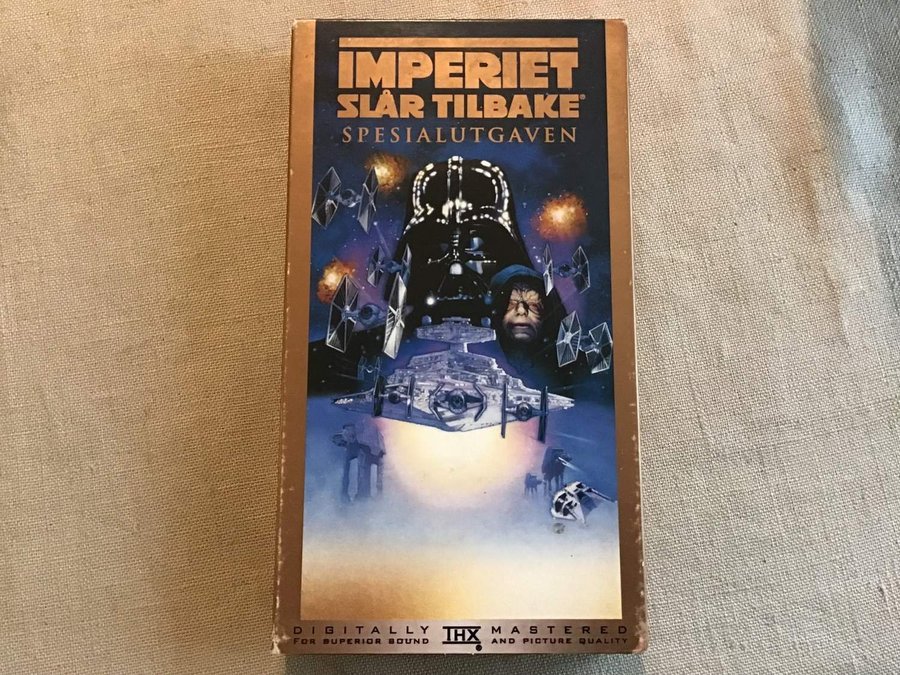 IMPERIET
SLÅR TILBAKE®
SPESIALUTGAVEN
DIGITALLY THX MASTERED
FOR SUPERIOR SOUND AND PICTURE QUALITY